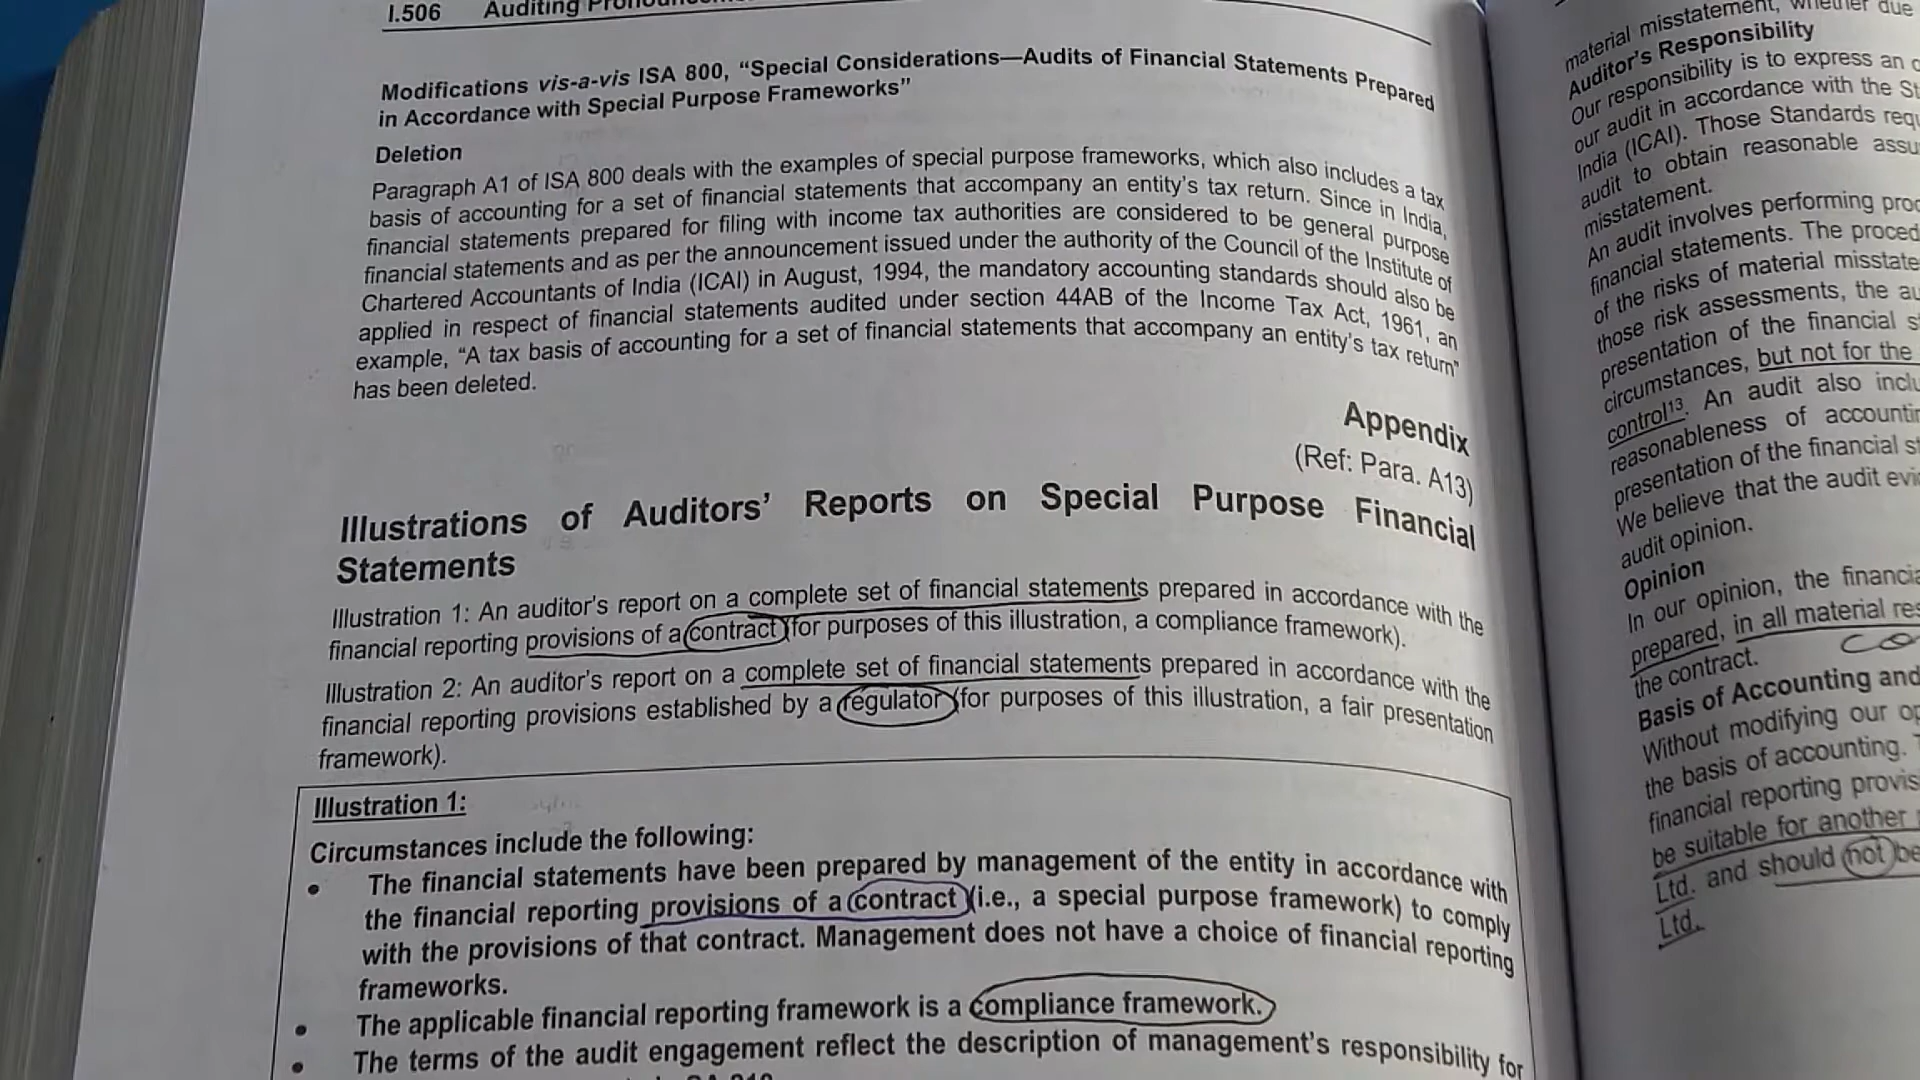 I.506 Auditing
Modifications vis-a-vis ISA 800, “Special Considerations—Audits of Financial Statements Prepared
in Accordance with Special Purpose Frameworks”
Deletion
Paragraph A1 of ISA 800 deals with the examples of special purpose frameworks, which also includes a tax
basis of accounting for a set of financial statements that accompany an entity's tax return. Since in India,
financial statements prepared for filing with income tax authorities are considered to be general purpose
financial statements and as per the announcement issued under the authority of the Council of the Institute of
Chartered Accountants of India (ICAI) in August, 1994, the mandatory accounting standards should also be
applied in respect of financial statements audited under section 44AB of the Income Tax Act, 1961, an
example, “A tax basis of accounting for a set of financial statements that accompany an entity's tax return”
has been deleted.
Appendix
(Ref: Para. A13)
Illustrations of Auditors’ Reports on Special Purpose Financial
Statements
Illustration 1: An auditor's report on a complete set of financial statements prepared in accordance with the
financial reporting provisions of a contract (for purposes of this illustration, a compliance framework).
Illustration 2: An auditor's report on a complete set of financial statements prepared in accordance with the
financial reporting provisions established by a regulator (for purposes of this illustration, a fair presentation
framework).
Illustration 1:
Circumstances include the following:
• The financial statements have been prepared by management of the entity in accordance with
the financial reporting provisions of a contract (i.e., a special purpose framework) to comply
with the provisions of that contract. Management does not have a choice of financial reporting
frameworks.
• The applicable financial reporting framework is a compliance framework.
• The terms of the audit engagement reflect the description of management's responsibility for
material misstatement, whether due
Auditor's Responsibility
Our responsibility is to express an
our audit in accordance with the
India (ICAI). Those Standards
audit to obtain reasonable
misstatement.
An audit involves performing
financial statements. The
of the risks of material
those risk assessments, the
presentation of the financial
circumstances, but not for the
control13. An audit also
reasonableness of
presentation of the financial
We believe that the audit
audit opinion.
Opinion
In our opinion, the
prepared, in all material
the contract.
Basis of Accounting and
Without modifying our
the basis of accounting.
financial reporting
be suitable for another
Ltd. and should not be
Ltd.